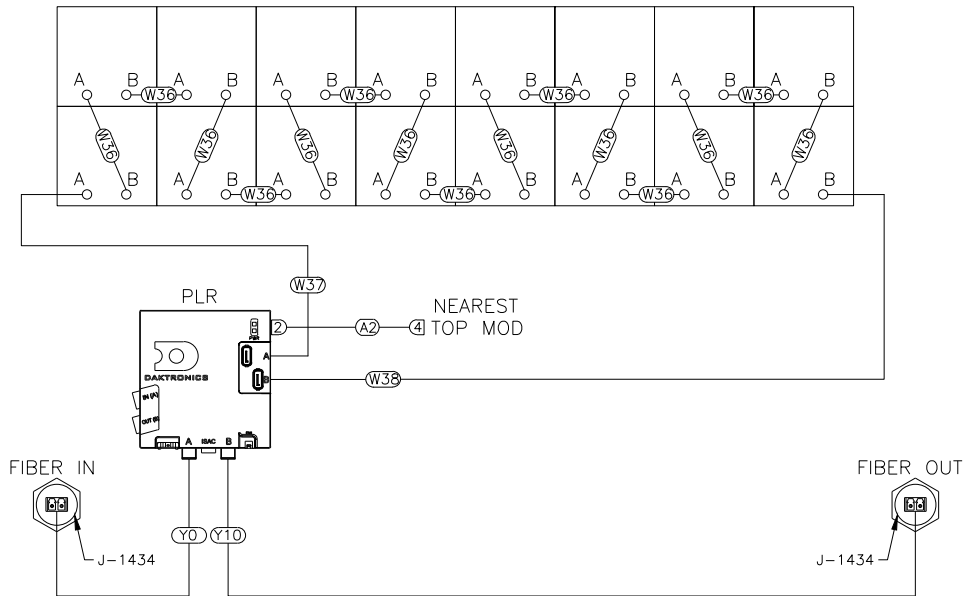 A B A B A B A B A B A B A B A B
W36 W36 W36 W36
W36 W36 W36 W36 W36 W36 W36 W36
A B A B A B A B A B A B A B A B
W36 W36 W36
W37
PLR
NEAREST
2 A2 4 TOP MOD
PWR
A
DAKTRONICS
B
W38
IN (A)
OUT (B)
A ISAC B
FIBER IN
FIBER OUT
Y0 Y10
J-1434
J-1434